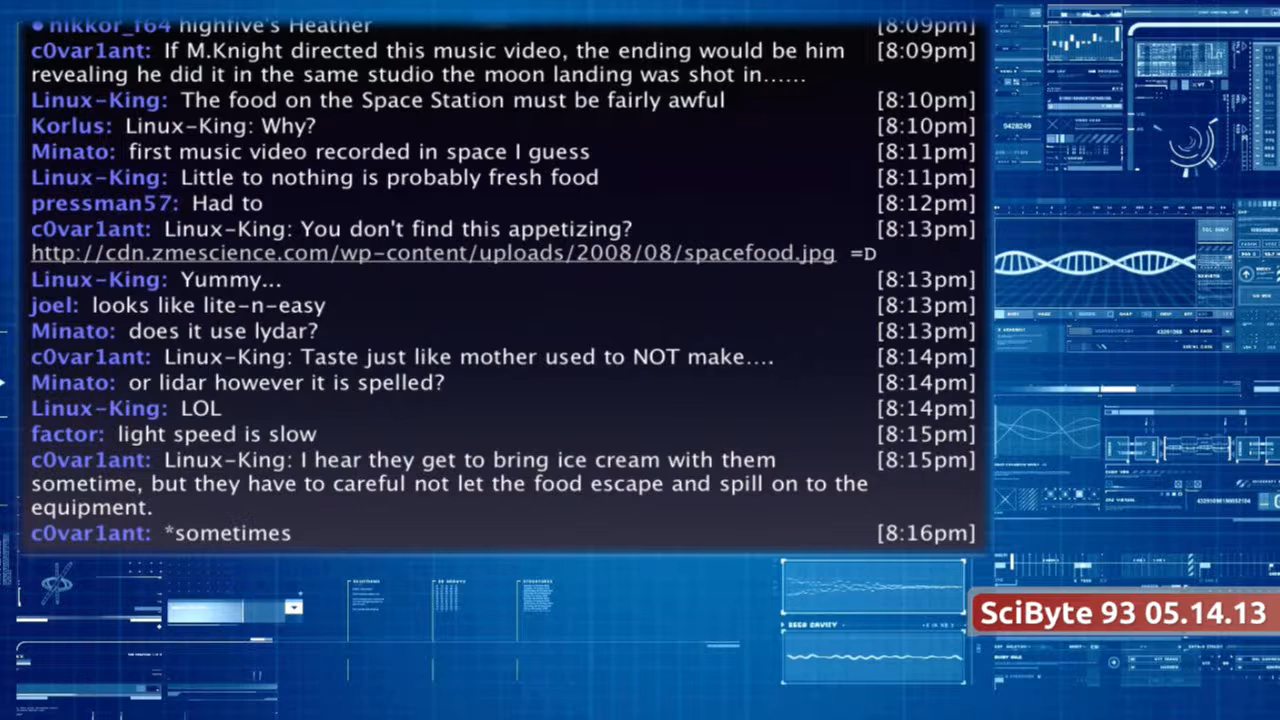 • nikkor_f64 highfive's Heather [8:09pm]
c0var1ant: If M.Knight directed this music video, the ending would be him [8:09pm]
revealing he did it in the same studio the moon landing was shot in......
Linux-King: The food on the Space Station must be fairly awful [8:10pm]
Korlus: Linux-King: Why? [8:10pm]
Minato: first music video recorded in space I guess [8:11pm]
Linux-King: Little to nothing is probably fresh food [8:11pm]
pressman57: Had to [8:12pm]
c0var1ant: Linux-King: You don't find this appetizing? [8:13pm]
http://cdn.zmescience.com/wp-content/uploads/2008/08/spacefood.jpg =D
Linux-King: Yummy... [8:13pm]
joel: looks like lite-n-easy [8:13pm]
Minato: does it use lydar? [8:13pm]
c0var1ant: Linux-King: Taste just like mother used to NOT make.... [8:14pm]
Minato: or lidar however it is spelled? [8:14pm]
Linux-King: LOL [8:14pm]
factor: light speed is slow [8:15pm]
c0var1ant: Linux-King: I hear they get to bring ice cream with them [8:15pm]
sometime, but they have to careful not let the food escape and spill on to the
equipment.
c0var1ant: *sometimes [8:16pm]
9428249
SciByte 93 05.14.13